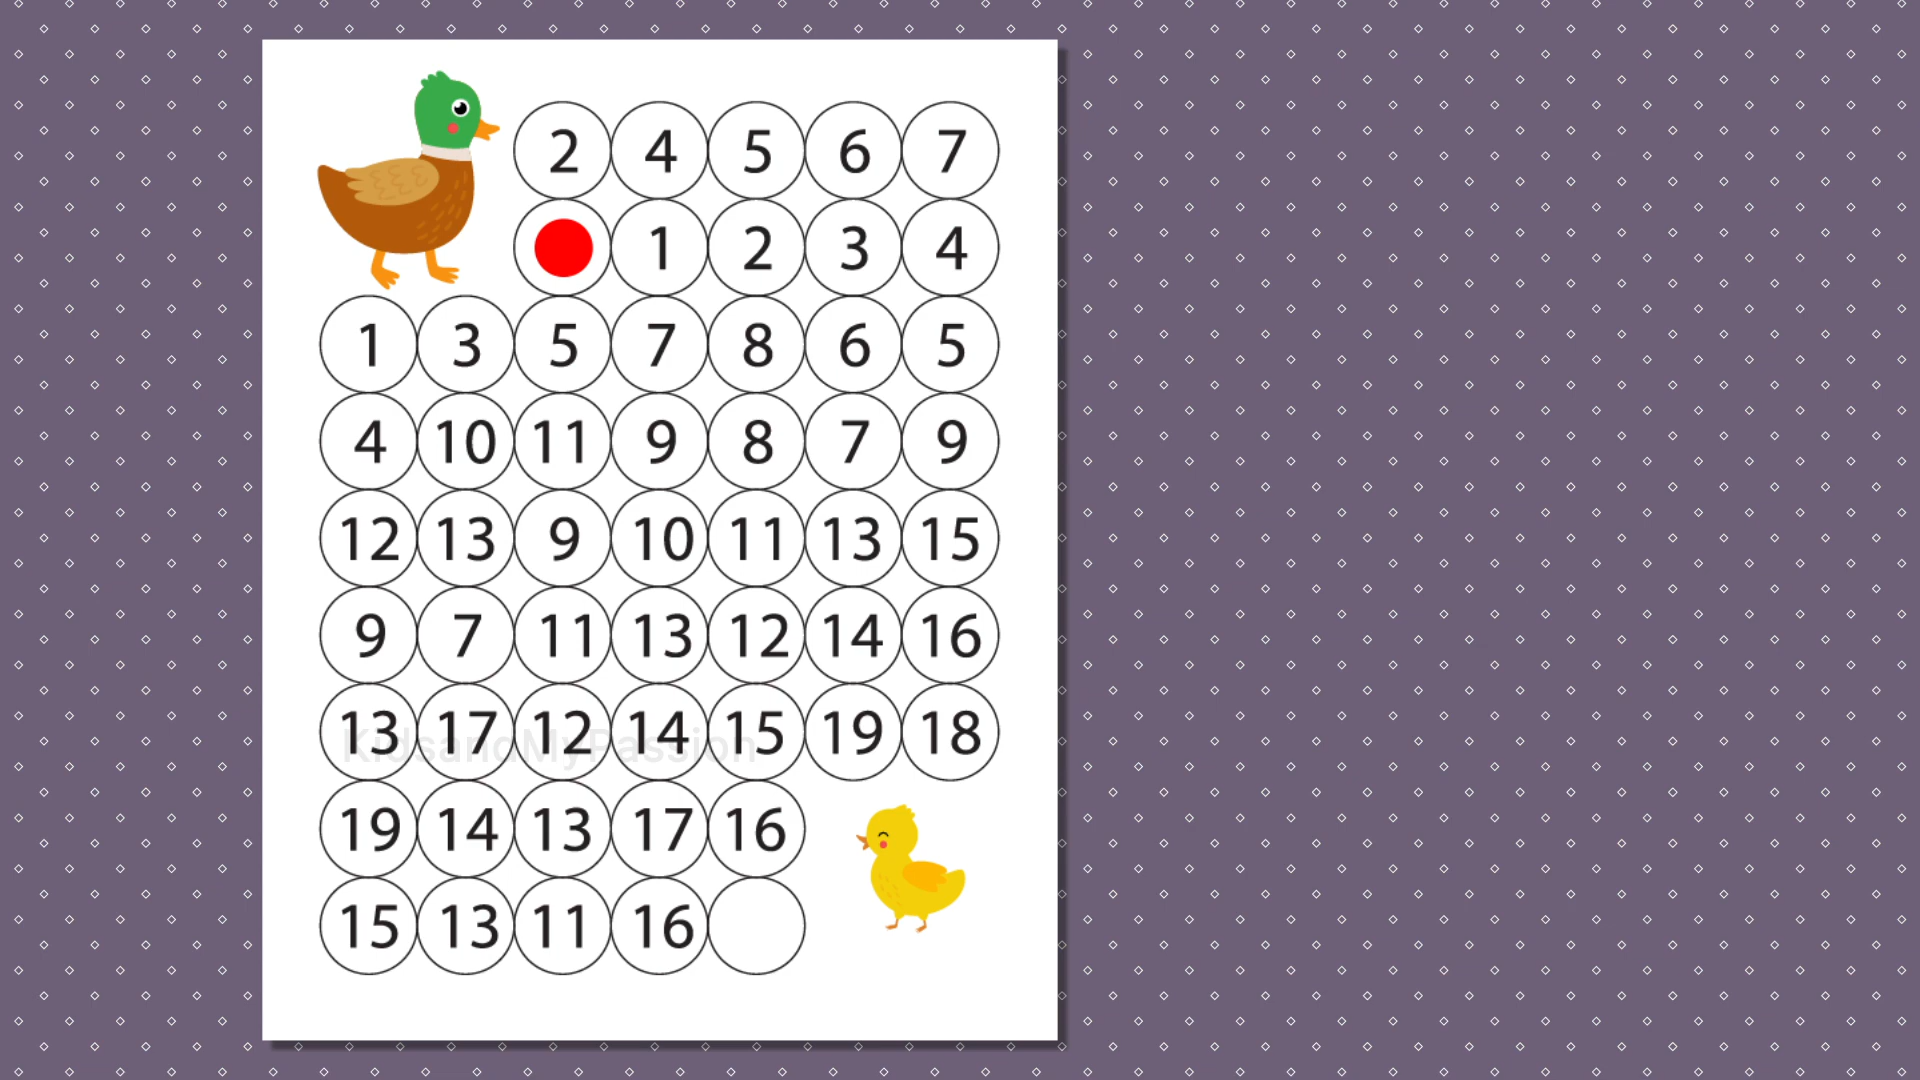 2 4 5 6 7
1 2 3 4
1 3 5 7 8 6 5
4 10 11 9 8 7 9
12 13 9 10 11 13 15
9 7 11 13 12 14 16
13 17 12 14 15 19 18
KidsandMyPassion
19 14 13 17 16
15 13 11 16